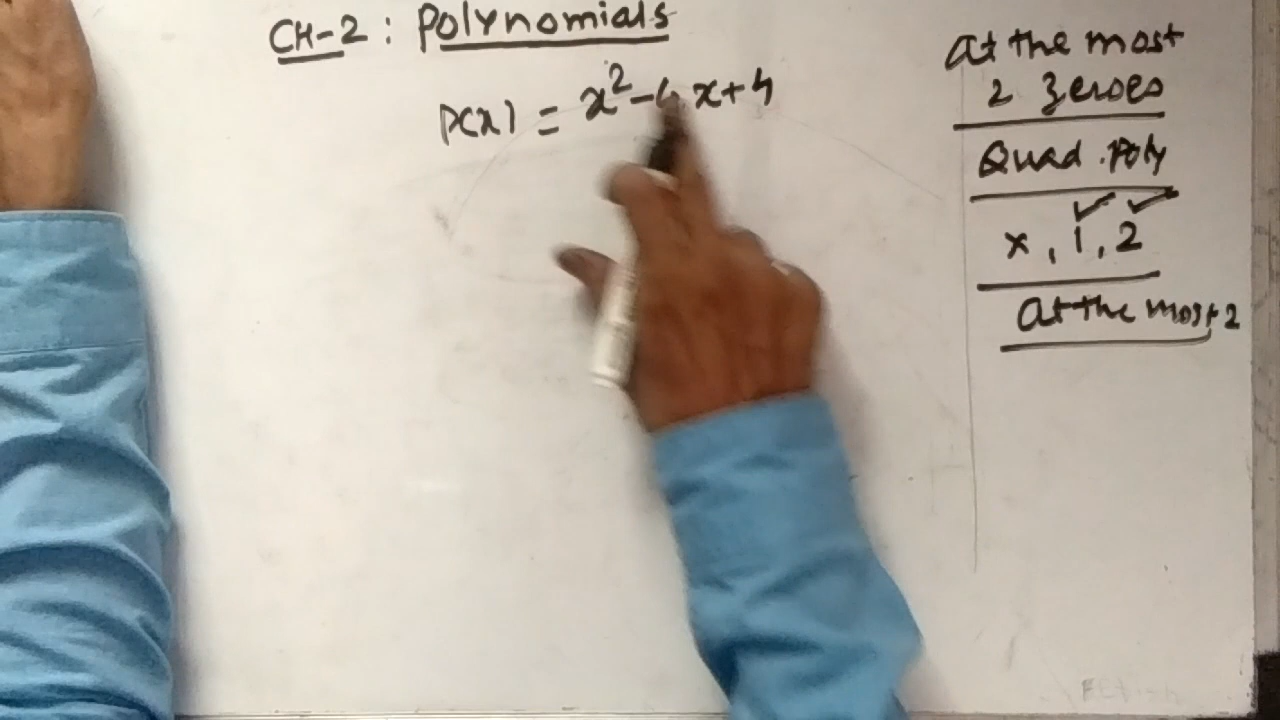 CH-2 : Polynomials
P(x) = x² - 4x + 4
at the most
2 zeroes
Quad. Poly
x, 1, 2
at the most 2